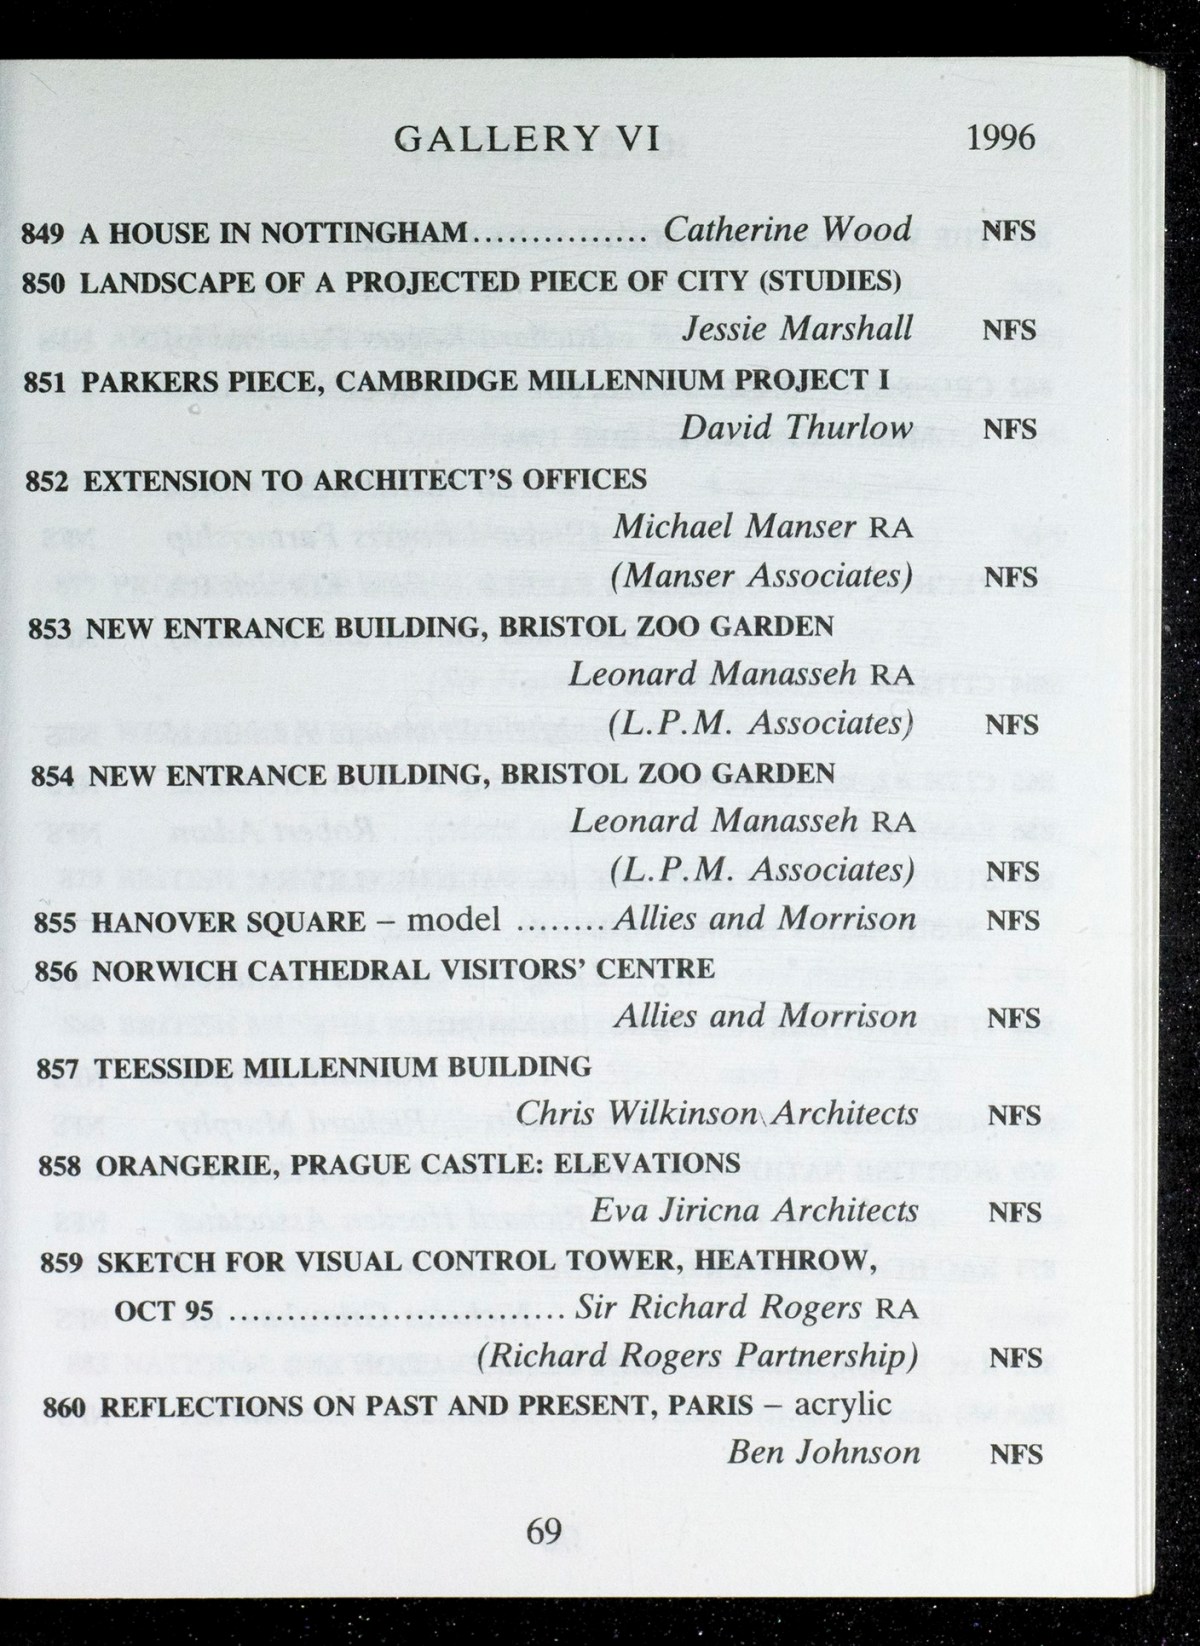 GALLERY VI 1996
849 A HOUSE IN NOTTINGHAM............... Catherine Wood NFS
850 LANDSCAPE OF A PROJECTED PIECE OF CITY (STUDIES)
Jessie Marshall NFS
851 PARKERS PIECE, CAMBRIDGE MILLENNIUM PROJECT I
David Thurlow NFS
852 EXTENSION TO ARCHITECT'S OFFICES
Michael Manser RA
(Manser Associates) NFS
853 NEW ENTRANCE BUILDING, BRISTOL ZOO GARDEN
Leonard Manasseh RA
(L.P.M. Associates) NFS
854 NEW ENTRANCE BUILDING, BRISTOL ZOO GARDEN
Leonard Manasseh RA
(L.P.M. Associates) NFS
855 HANOVER SQUARE – model ........ Allies and Morrison NFS
856 NORWICH CATHEDRAL VISITORS' CENTRE
Allies and Morrison NFS
857 TEESSIDE MILLENNIUM BUILDING
Chris Wilkinson Architects NFS
858 ORANGERIE, PRAGUE CASTLE: ELEVATIONS
Eva Jiricna Architects NFS
859 SKETCH FOR VISUAL CONTROL TOWER, HEATHROW,
OCT 95 ............................. Sir Richard Rogers RA
(Richard Rogers Partnership) NFS
860 REFLECTIONS ON PAST AND PRESENT, PARIS – acrylic
Ben Johnson NFS
69